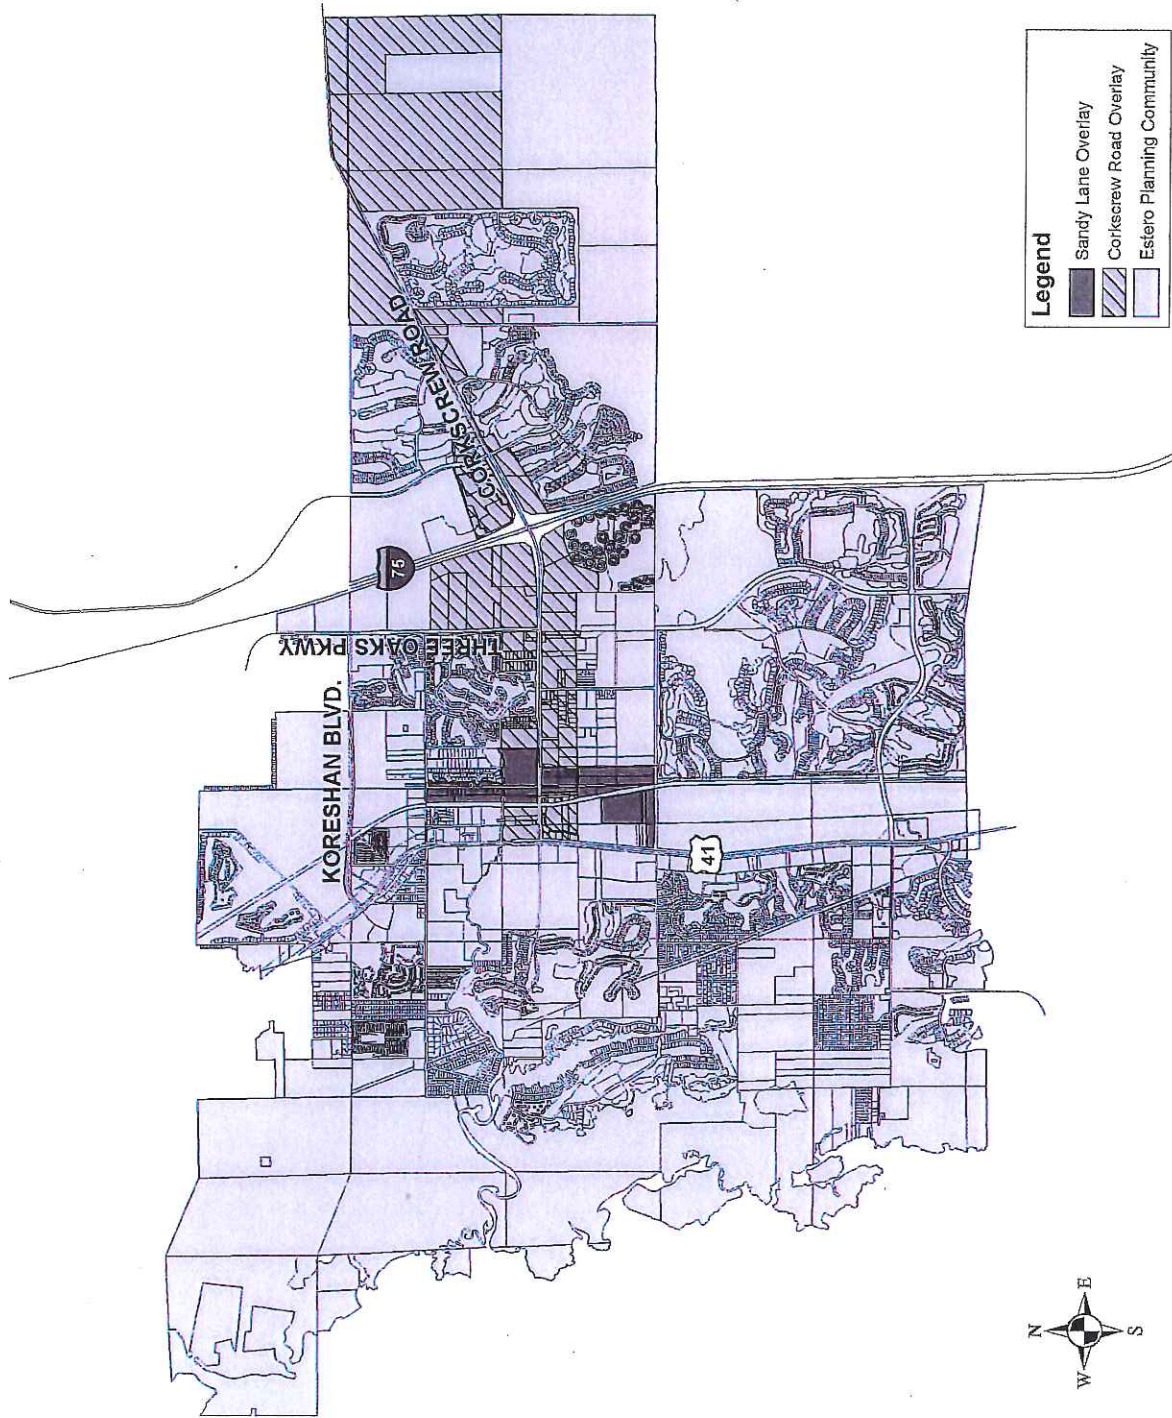 KORESHAN BLVD.
THREE OAKS PKWY
75
CORKSCREW ROAD
41
Legend
Sandy Lane Overlay
Corkscrew Road Overlay
Estero Planning Community
N
W
E
S